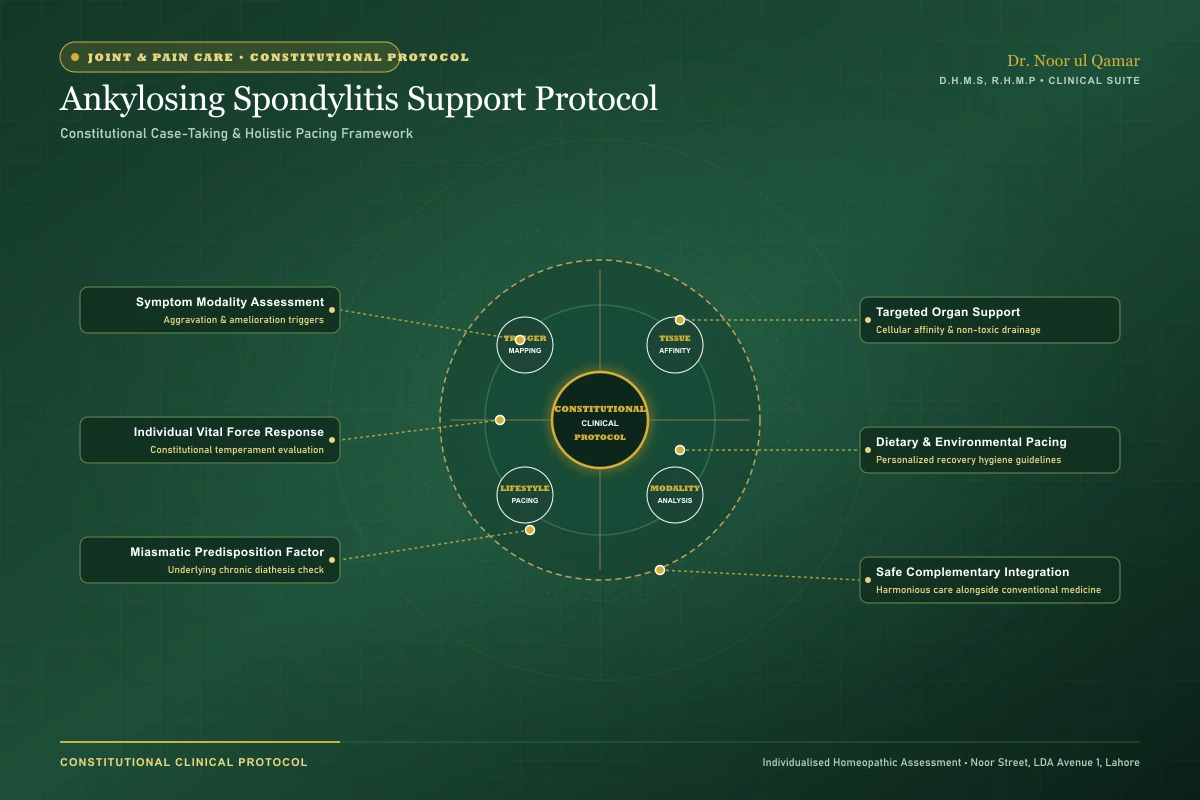 JOINT & PAIN CARE • CONSTITUTIONAL PROTOCOL
Ankylosing Spondylitis Support Protocol
Constitutional Case-Taking & Holistic Pacing Framework
Dr. Noor ul Qamar
D.H.M.S, R.H.M.P • CLINICAL SUITE
Symptom Modality Assessment
Aggravation & amelioration triggers
Individual Vital Force Response
Constitutional temperament evaluation
Miasmatic Predisposition Factor
Underlying chronic diathesis check
MAPPING
TISSUE
AFFINITY
CONSTITUTIONAL
CLINICAL
PROTOCOL
LIFESTYLE
PACING
MODALITY
ANALYSIS
Targeted Organ Support
Cellular affinity & non-toxic drainage
Dietary & Environmental Pacing
Personalized recovery hygiene guidelines
Safe Complementary Integration
Harmonious care alongside conventional medicine
CONSTITUTIONAL CLINICAL PROTOCOL
Individualised Homeopathic Assessment • Noor Street, LDA Avenue 1, Lahore